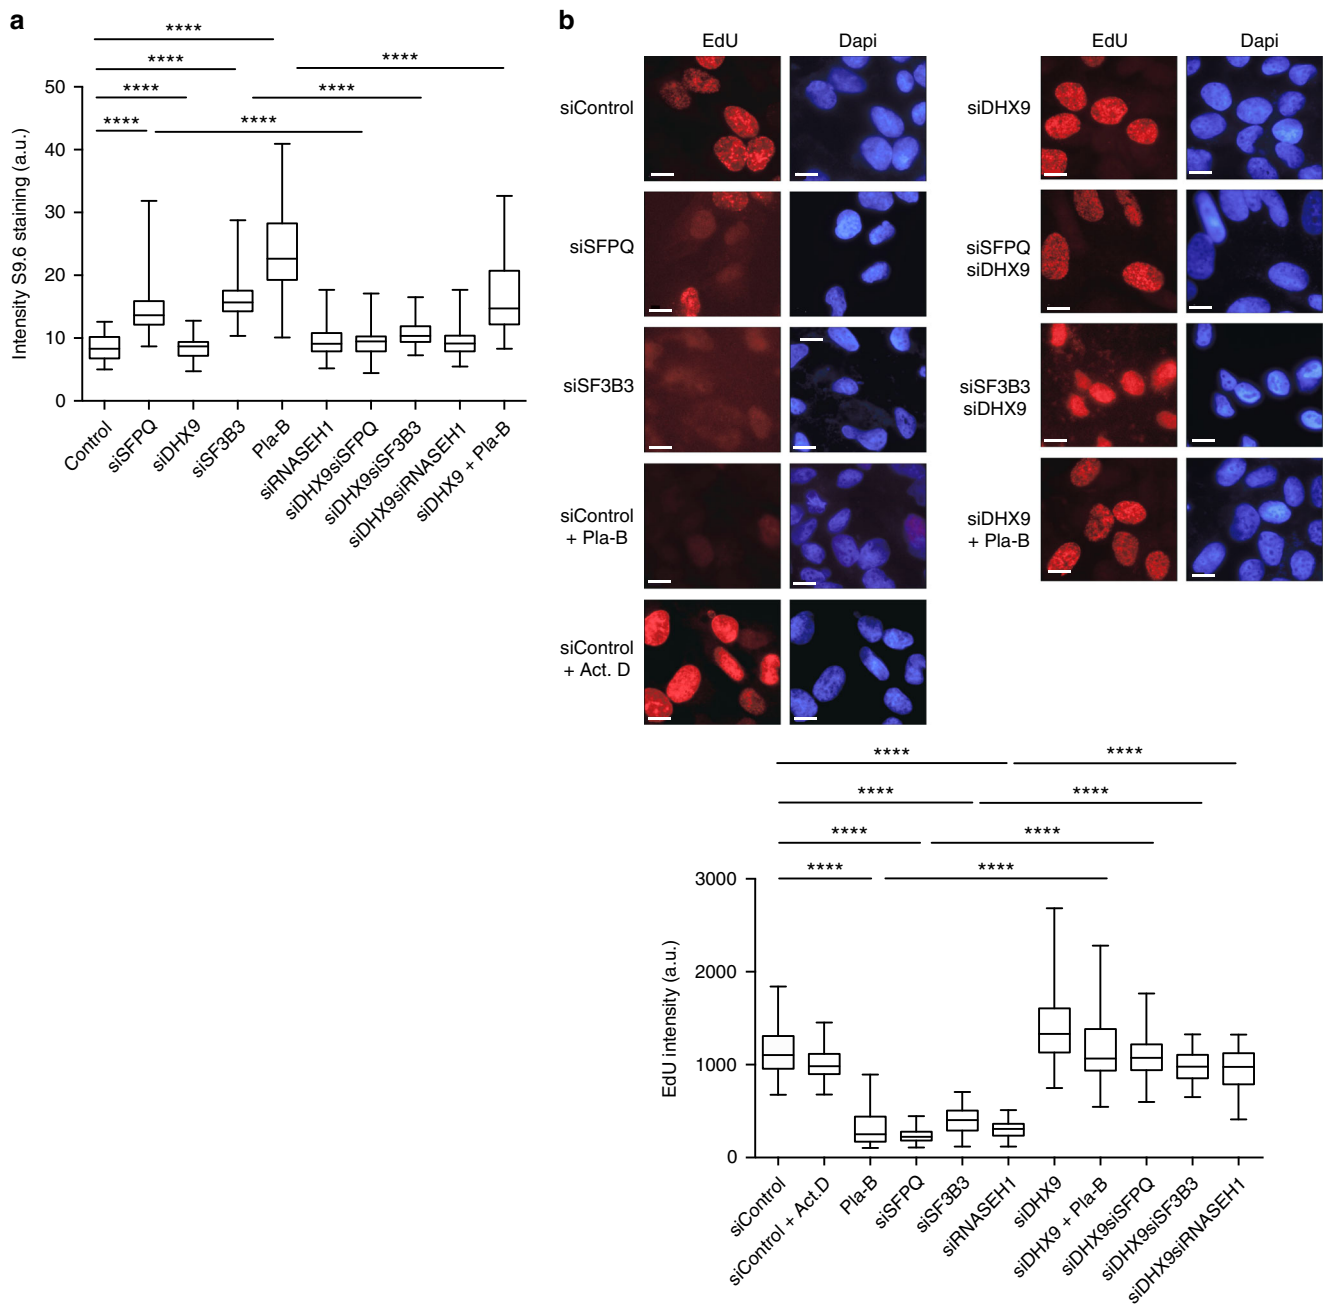 a
****
****
****
****
****
****
****
Intensity S9.6 staining (a.u.)
50
40
30
20
10
0
Control
siSFPQ
siDHX9
siSF3B3
Pla-B
siRNASEH1
siDHX9siSFPQ
siDHX9siSF3B3
siDHX9siRNASEH1
siDHX9 + Pla-B
b
EdU Dapi
siControl
siSFPQ
siSF3B3
siControl
+ Pla-B
siControl
+ Act. D
EdU Dapi
siDHX9
siSFPQ
siDHX9
siSF3B3
siDHX9
siDHX9
+ Pla-B
**** ****
**** ****
**** ****
**** ****
EdU intensity (a.u.)
3000
2000
1000
0
siControl
siControl + Act.D
Pla-B
siSFPQ
siSF3B3
siRNASEH1
siDHX9
siDHX9 + Pla-B
siDHX9siSFPQ
siDHX9siSF3B3
siDHX9siRNASEH1